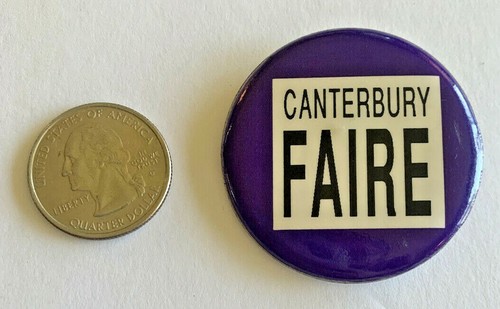 UNITED STATES OF AMERICA
LIBERTY
QUARTER DOLLAR
CANTERBURY
FAIRE